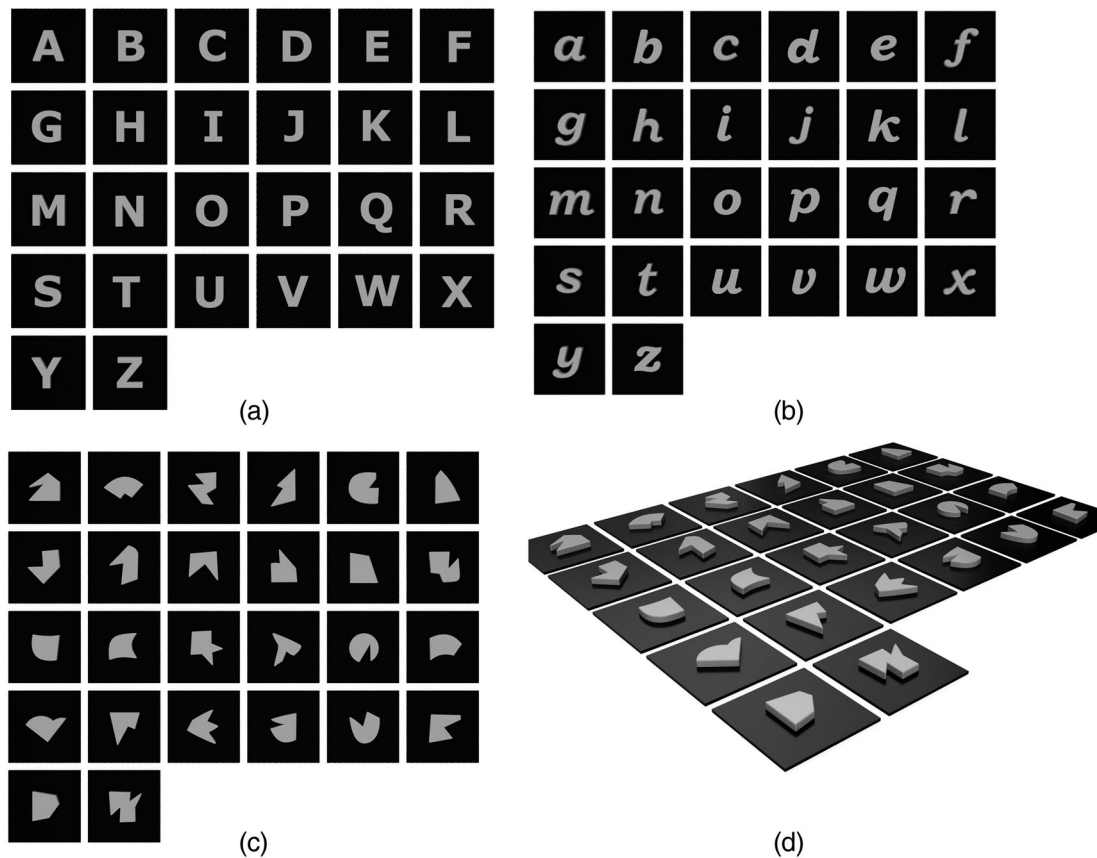 A B C D E F
G H I J K L
M N O P Q R
S T U V W X
Y Z
(a)
a b c d e f
g h i j k l
m n o p q r
s t u v w x
y z
(b)
(c)
(d)